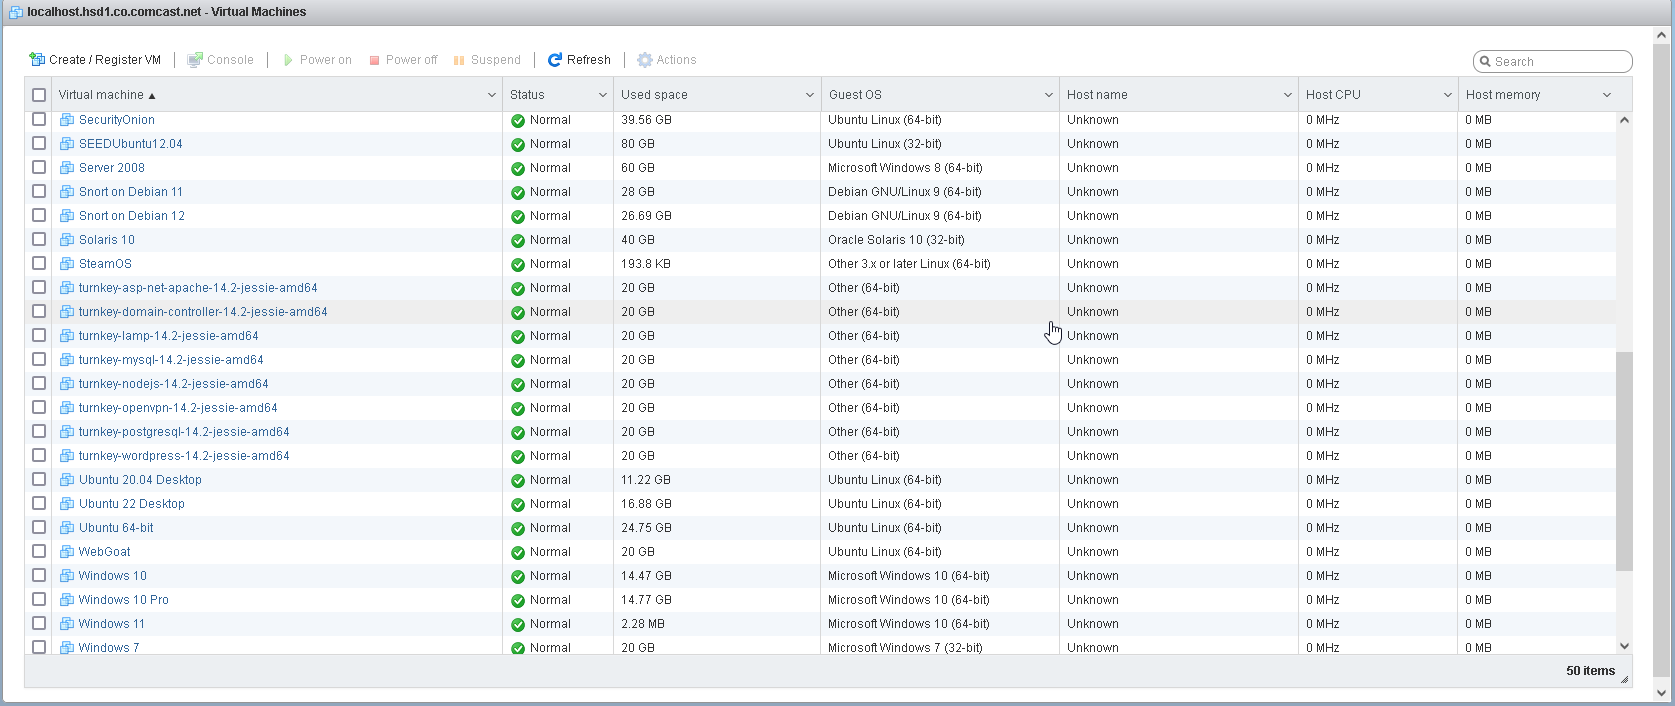 localhost.hsd1.co.comcast.net - Virtual Machines
Create / Register VM Console Power on Power off Suspend Refresh Actions Search
Virtual machine ▲ Status Used space Guest OS Host name Host CPU Host memory
SecurityOnion Normal 39.56 GB Ubuntu Linux (64-bit) Unknown 0 MHz 0 MB
SEEDUbuntu12.04 Normal 80 GB Ubuntu Linux (32-bit) Unknown 0 MHz 0 MB
Server 2008 Normal 60 GB Microsoft Windows 8 (64-bit) Unknown 0 MHz 0 MB
Snort on Debian 11 Normal 28 GB Debian GNU/Linux 9 (64-bit) Unknown 0 MHz 0 MB
Snort on Debian 12 Normal 26.69 GB Debian GNU/Linux 9 (64-bit) Unknown 0 MHz 0 MB
Solaris 10 Normal 40 GB Oracle Solaris 10 (32-bit) Unknown 0 MHz 0 MB
SteamOS Normal 193.8 KB Other 3.x or later Linux (64-bit) Unknown 0 MHz 0 MB
turnkey-asp-net-apache-14.2-jessie-amd64 Normal 20 GB Other (64-bit) Unknown 0 MHz 0 MB
turnkey-domain-controller-14.2-jessie-amd64 Normal 20 GB Other (64-bit) Unknown 0 MHz 0 MB
turnkey-lamp-14.2-jessie-amd64 Normal 20 GB Other (64-bit) Unknown 0 MHz 0 MB
turnkey-mysql-14.2-jessie-amd64 Normal 20 GB Other (64-bit) Unknown 0 MHz 0 MB
turnkey-nodejs-14.2-jessie-amd64 Normal 20 GB Other (64-bit) Unknown 0 MHz 0 MB
turnkey-openvpn-14.2-jessie-amd64 Normal 20 GB Other (64-bit) Unknown 0 MHz 0 MB
turnkey-postgresql-14.2-jessie-amd64 Normal 20 GB Other (64-bit) Unknown 0 MHz 0 MB
turnkey-wordpress-14.2-jessie-amd64 Normal 20 GB Other (64-bit) Unknown 0 MHz 0 MB
Ubuntu 20.04 Desktop Normal 11.22 GB Ubuntu Linux (64-bit) Unknown 0 MHz 0 MB
Ubuntu 22 Desktop Normal 16.88 GB Ubuntu Linux (64-bit) Unknown 0 MHz 0 MB
Ubuntu 64-bit Normal 24.75 GB Ubuntu Linux (64-bit) Unknown 0 MHz 0 MB
WebGoat Normal 20 GB Ubuntu Linux (64-bit) Unknown 0 MHz 0 MB
Windows 10 Normal 14.47 GB Microsoft Windows 10 (64-bit) Unknown 0 MHz 0 MB
Windows 10 Pro Normal 14.77 GB Microsoft Windows 10 (64-bit) Unknown 0 MHz 0 MB
Windows 11 Normal 2.28 MB Microsoft Windows 10 (64-bit) Unknown 0 MHz 0 MB
Windows 7 Normal 20 GB Microsoft Windows 7 (32-bit) Unknown 0 MHz 0 MB
50 items